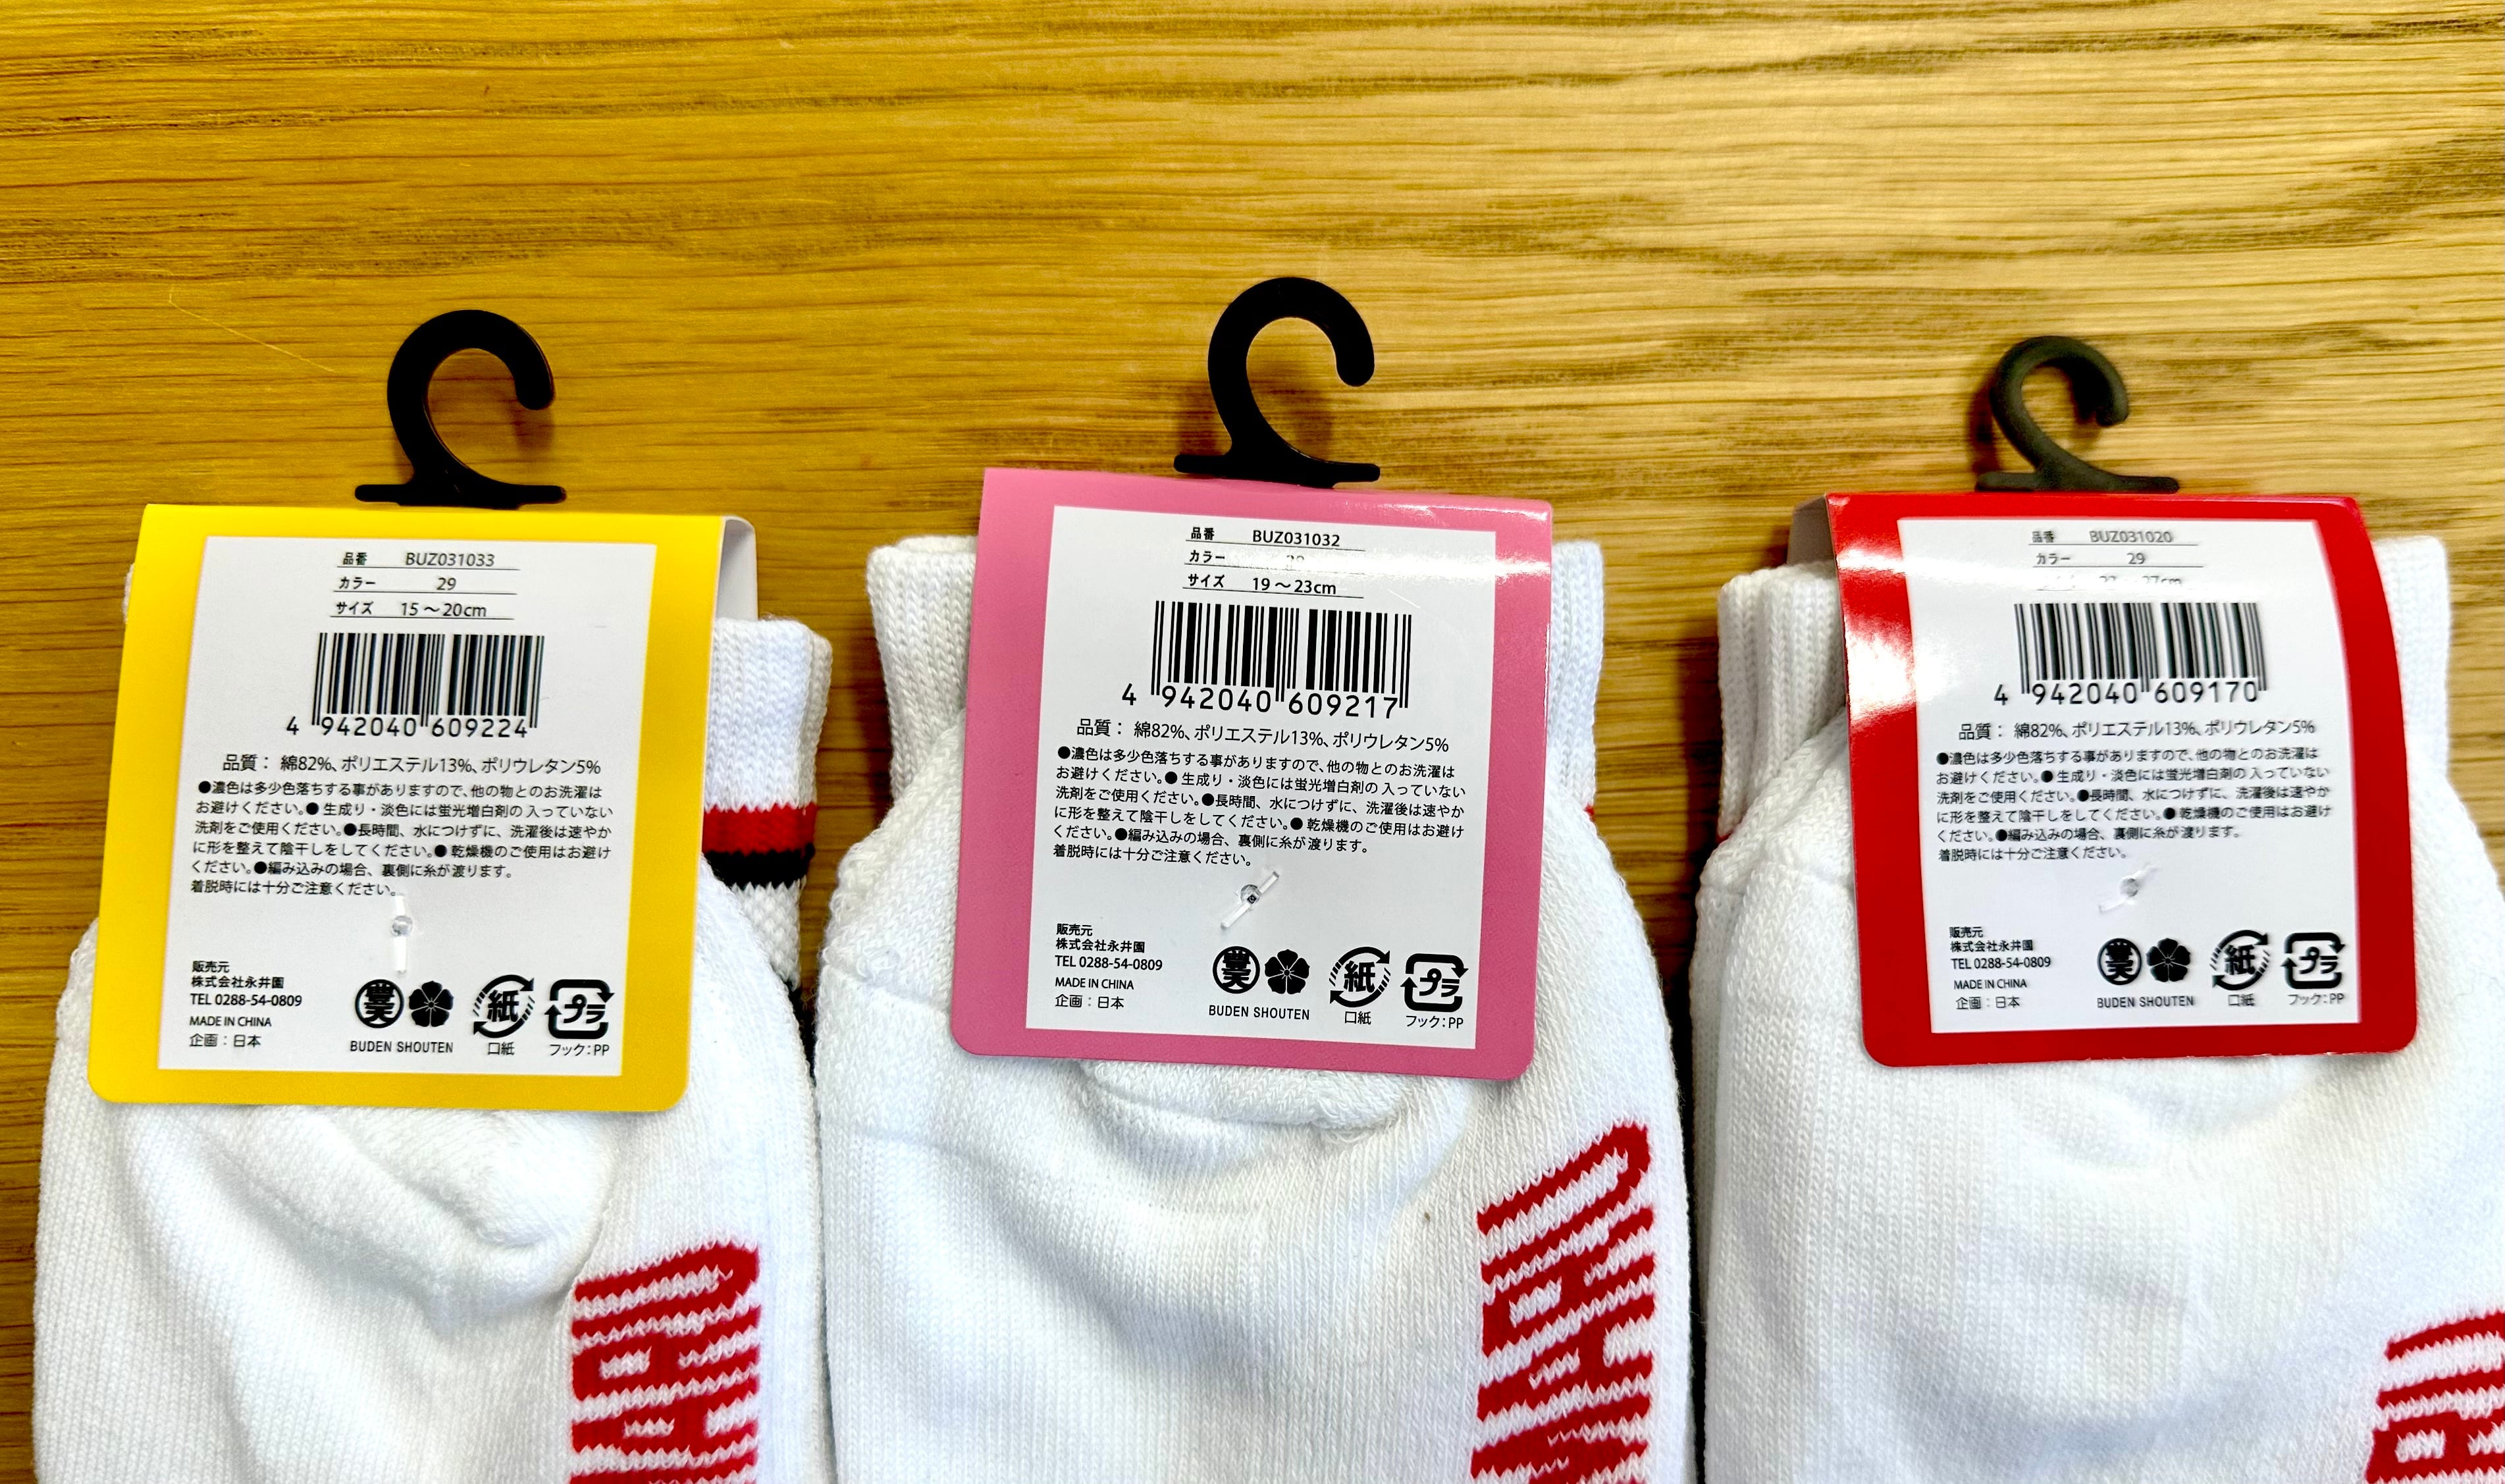 品番 BUZ031033
カラー 29
サイズ 15～20cm
4 942040 609224
品質： 綿82%、ポリエステル13%、ポリウレタン5%
●濃色は多少色落ちする事がありますので、他の物とのお洗濯は
お避けください。●生成り・淡色には蛍光増白剤の入っていない
洗剤をご使用ください。●長時間、水につけずに、洗濯後は速やか
に形を整えて陰干しをしてください。●乾燥機のご使用はお避け
ください。●編み込みの場合、裏側に糸が渡ります。
着脱時には十分ご注意ください。
販売元
株式会社永井園
TEL 0288-54-0809
MADE IN CHINA
企画：日本
BUDEN SHOUTEN
紙
口紙
プラ
フック：PP
品番 BUZ031032
カラー
サイズ 19～23cm
4 942040 609217
品質： 綿82%、ポリエステル13%、ポリウレタン5%
●濃色は多少色落ちする事がありますので、他の物とのお洗濯は
お避けください。●生成り・淡色には蛍光増白剤の入っていない
洗剤をご使用ください。●長時間、水につけずに、洗濯後は速やか
に形を整えて陰干しをしてください。●乾燥機のご使用はお避け
ください。●編み込みの場合、裏側に糸が渡ります。
着脱時には十分ご注意ください。
販売元
株式会社永井園
TEL 0288-54-0809
MADE IN CHINA
企画：日本
BUDEN SHOUTEN
紙
口紙
プラ
フック：PP
品番 BUZ031020
カラー 29
4 942040 609170
品質： 綿82%、ポリエステル13%、ポリウレタン5%
●濃色は多少色落ちする事がありますので、他の物とのお洗濯は
お避けください。●生成り・淡色には蛍光増白剤の入っていない
洗剤をご使用ください。●長時間、水につけずに、洗濯後は速やか
に形を整えて陰干しをしてください。●乾燥機のご使用はお避け
ください。●編み込みの場合、裏側に糸が渡ります。
着脱時には十分ご注意ください。
販売元
株式会社永井園
TEL 0288-54-0809
MADE IN CHINA
企画：日本
BUDEN SHOUTEN
紙
口紙
プラ
フック：PP